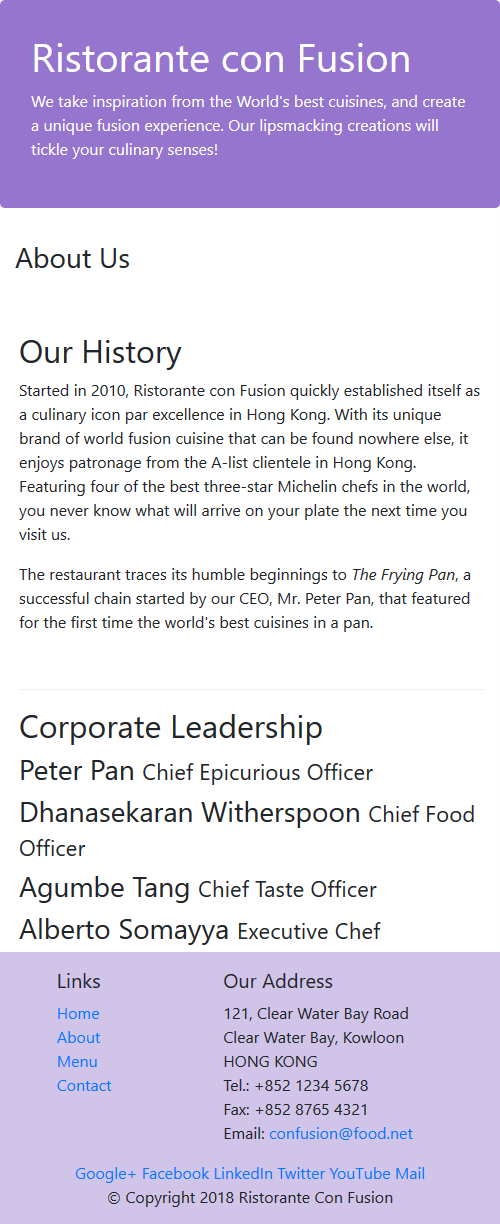 Ristorante con Fusion
We take inspiration from the World's best cuisines, and create
a unique fusion experience. Our lipsmacking creations will
tickle your culinary senses!
About Us
Our History
Started in 2010, Ristorante con Fusion quickly established itself as
a culinary icon par excellence in Hong Kong. With its unique
brand of world fusion cuisine that can be found nowhere else, it
enjoys patronage from the A-list clientele in Hong Kong.
Featuring four of the best three-star Michelin chefs in the world,
you never know what will arrive on your plate the next time you
visit us.
The restaurant traces its humble beginnings to The Frying Pan, a
successful chain started by our CEO, Mr. Peter Pan, that featured
for the first time the world's best cuisines in a pan.
Corporate Leadership
Peter Pan Chief Epicurious Officer
Dhanasekaran Witherspoon Chief Food
Officer
Agumbe Tang Chief Taste Officer
Alberto Somayya Executive Chef
Links
Home
About
Menu
Contact
Our Address
121, Clear Water Bay Road
Clear Water Bay, Kowloon
HONG KONG
Tel.: +852 1234 5678
Fax: +852 8765 4321
Email: confusion@food.net
Google+ Facebook LinkedIn Twitter YouTube Mail
© Copyright 2018 Ristorante Con Fusion